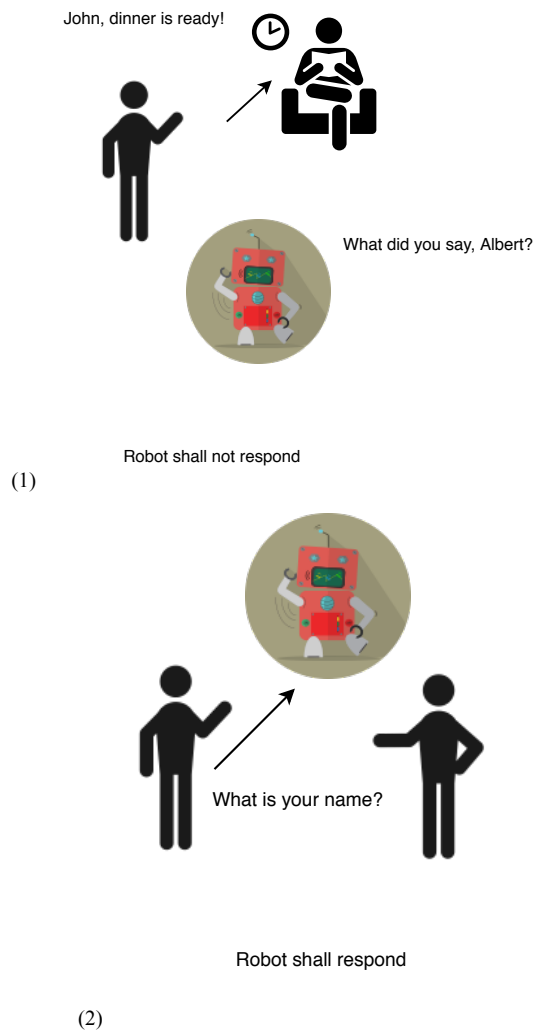 John, dinner is ready!
What did you say, Albert?
Robot shall not respond
(1)
What is your name?
Robot shall respond
(2)